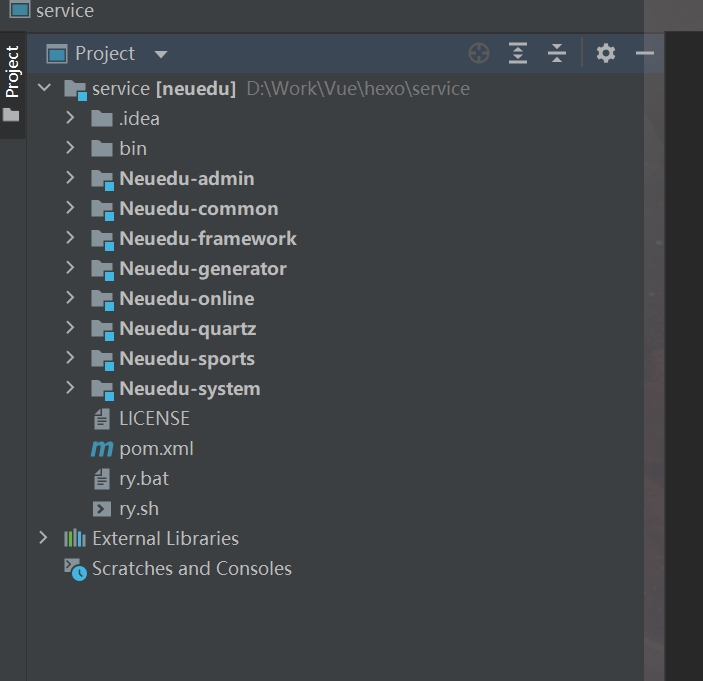 service
Project
Project
service [neuedu] D:\Work\Vue\hexo\service
.idea
bin
Neuedu-admin
Neuedu-common
Neuedu-framework
Neuedu-generator
Neuedu-online
Neuedu-quartz
Neuedu-sports
Neuedu-system
LICENSE
pom.xml
ry.bat
ry.sh
External Libraries
Scratches and Consoles